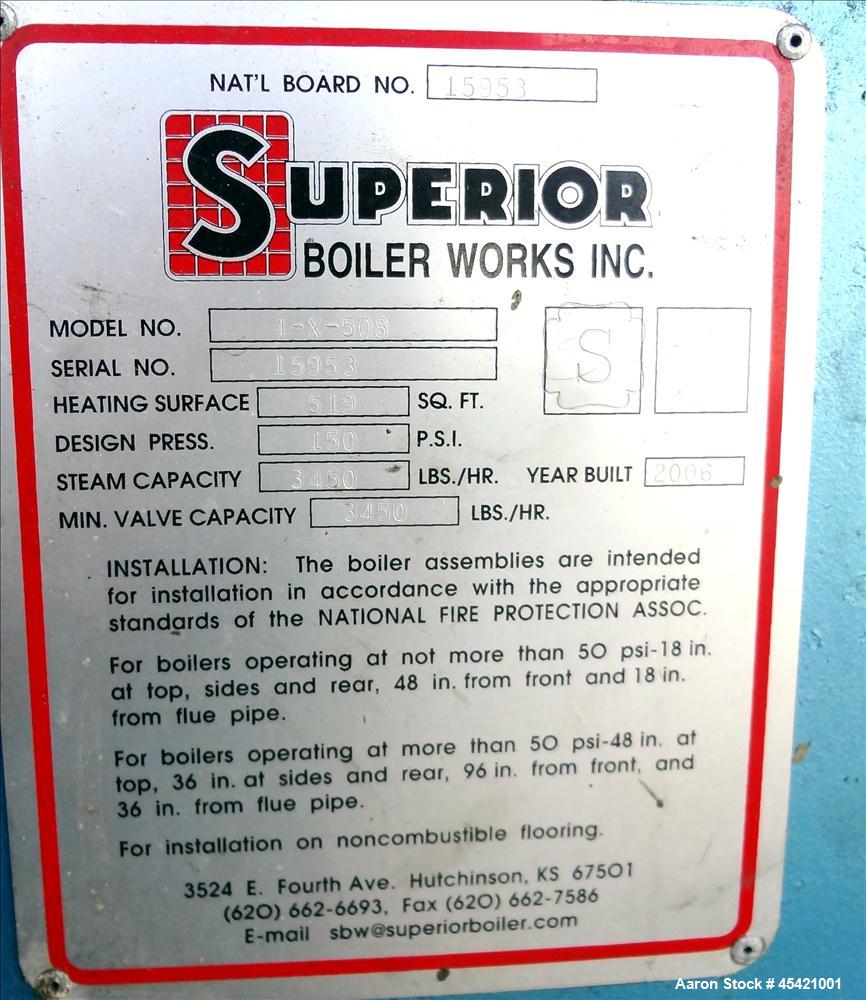 NAT'L BOARD NO. 15953
SUPERIOR
BOILER WORKS INC.
MODEL NO. 4-X-508
SERIAL NO. 15953
S
HEATING SURFACE 519 SQ. FT.
DESIGN PRESS. 150 P.S.I.
STEAM CAPACITY 3450 LBS./HR. YEAR BUILT 2006
MIN. VALVE CAPACITY 3450 LBS./HR.
INSTALLATION: The boiler assemblies are intended
for installation in accordance with the appropriate
standards of the NATIONAL FIRE PROTECTION ASSOC.
For boilers operating at not more than 50 psi-18 in.
at top, sides and rear, 48 in. from front and 18 in.
from flue pipe.
For boilers operating at more than 50 psi-48 in. at
top, 36 in. at sides and rear, 96 in. from front, and
36 in. from flue pipe.
For installation on noncombustible flooring.
3524 E. Fourth Ave. Hutchinson, KS 67501
(620) 662-6693, Fax (620) 662-7586
E-mail sbw@superiorboiler.com
Aaron Stock # 45421001